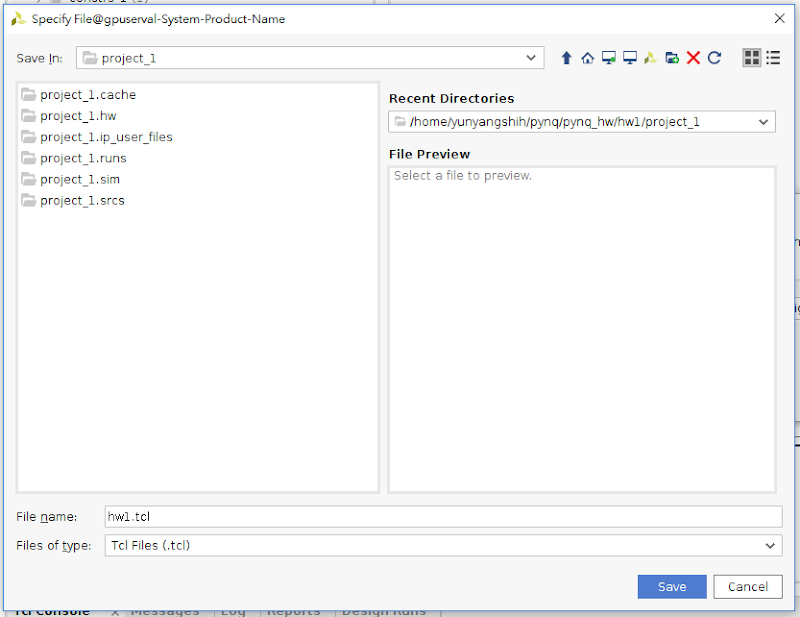 Specify File@gpuserval-System-Product-Name
Save In:
project_1
project_1.cache
project_1.hw
project_1.ip_user_files
project_1.runs
project_1.sim
project_1.srcs
Recent Directories
/home/yunyangshih/pynq/pynq_hw/hw1/project_1
File Preview
Select a file to preview.
File name:
hw1.tcl
Files of type:
Tcl Files (.tcl)
Save
Cancel
Tcl Console
Messages
Log
Reports
Design Runs